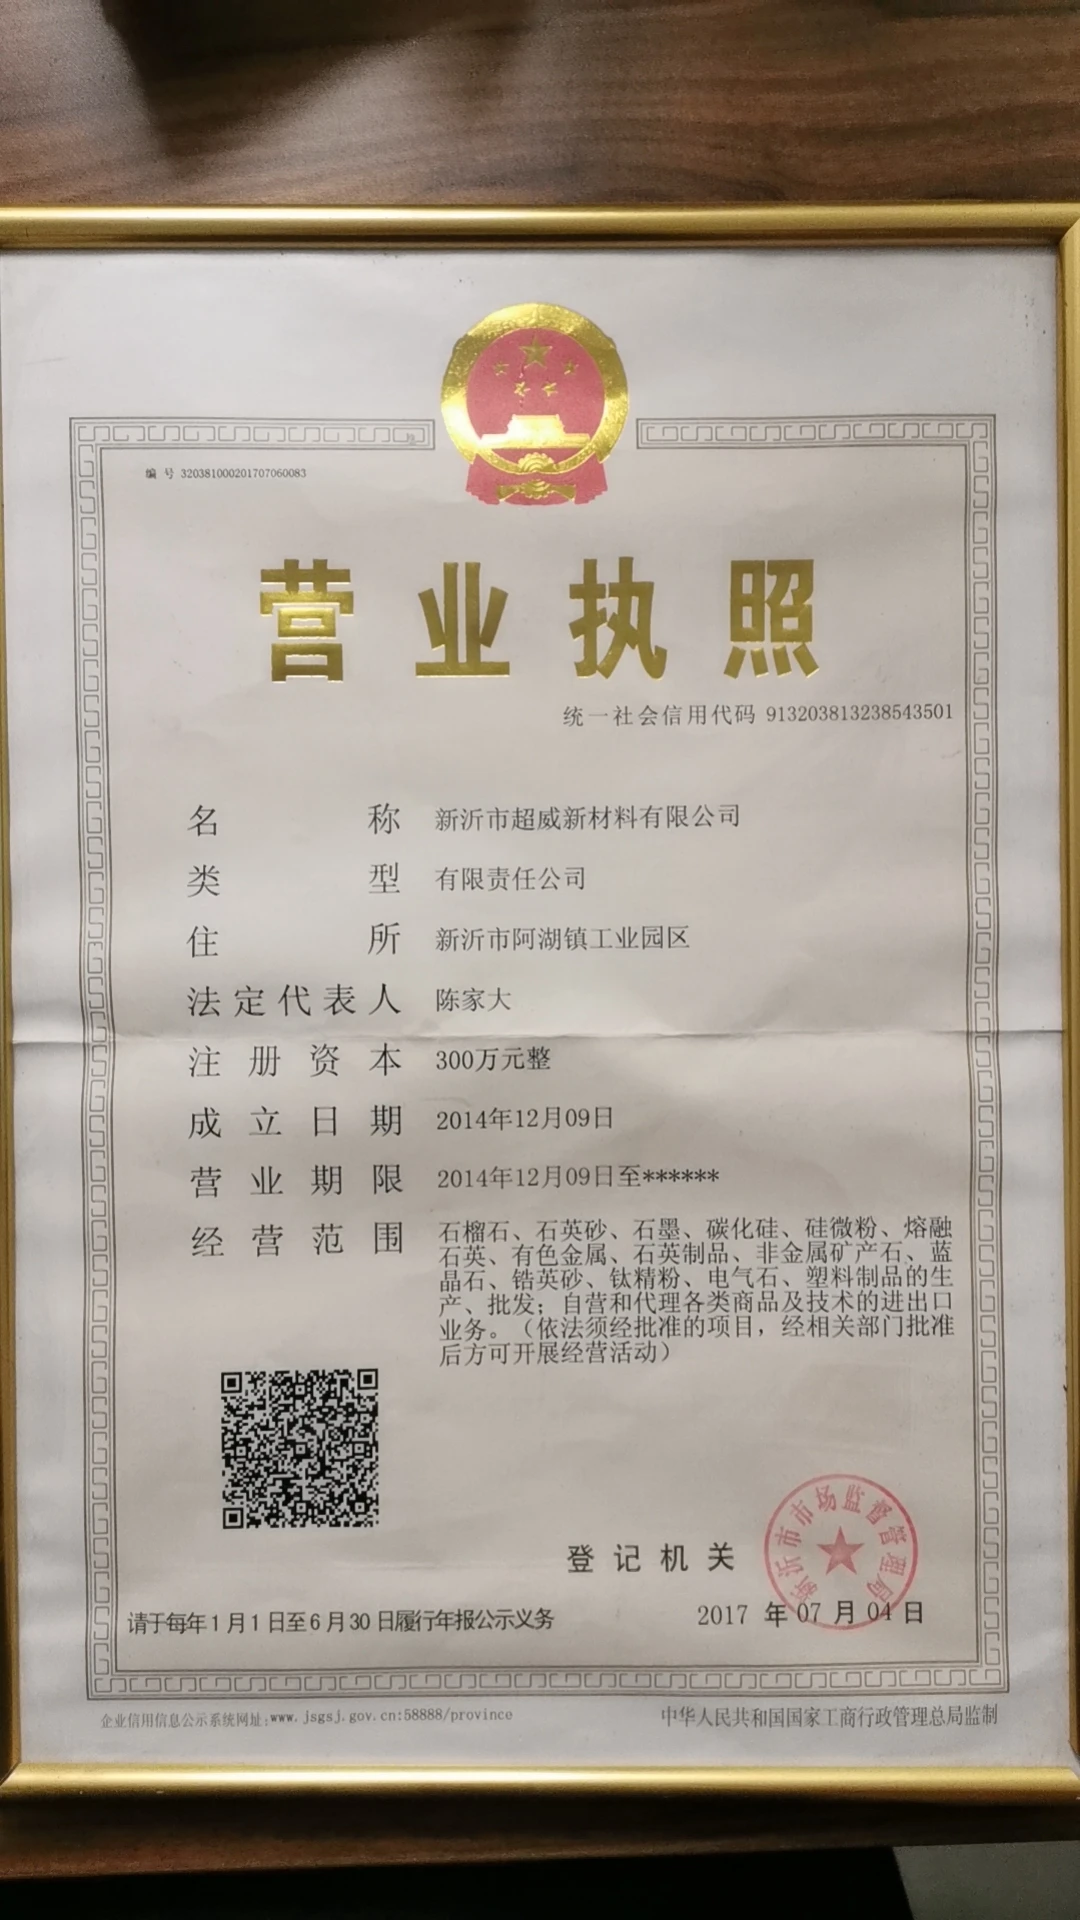 编 号 320381000201707060083
营业执照
统一社会信用代码 913203813238543501
名称 新沂市超威新材料有限公司
类型 有限责任公司
住所 新沂市阿湖镇工业园区
法定代表人 陈家大
注册资本 300万元整
成立日期 2014年12月09日
营业期限 2014年12月09日至******
经营范围 石榴石、石英砂、石墨、碳化硅、硅微粉、熔融
石英、有色金属、石英制品、非金属矿产石、蓝
晶石、锆英砂、钛精粉、电气石、塑料制品的生
产、批发；自营和代理各类商品及技术的进出口
业务。（依法须经批准的项目，经相关部门批准
后方可开展经营活动）
新沂市市场监督管理局
登记机关
请于每年1月1日至6月30日履行年报公示义务
2017 年 07 月 04 日
企业信用信息公示系统网址：www.jsgsj.gov.cn:58888/province
中华人民共和国国家工商行政管理总局监制